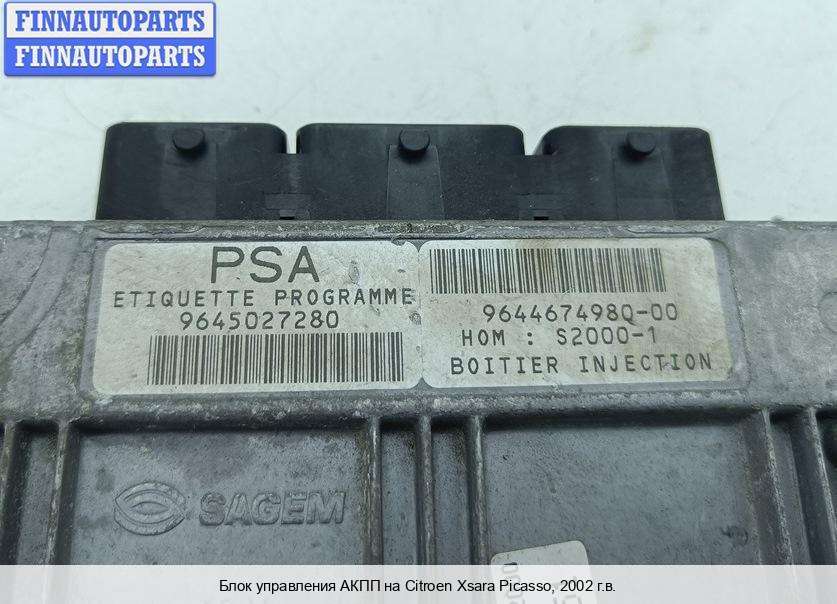 FINNAUTOPARTS
FINNAUTOPARTS
PSA
ETIQUETTE PROGRAMME
9645027280
9644674980-00
HOM : S2000-1
BOITIER INJECTION
SAGEM
Блок управления АКПП на Citroen Xsara Picasso, 2002 г.в.